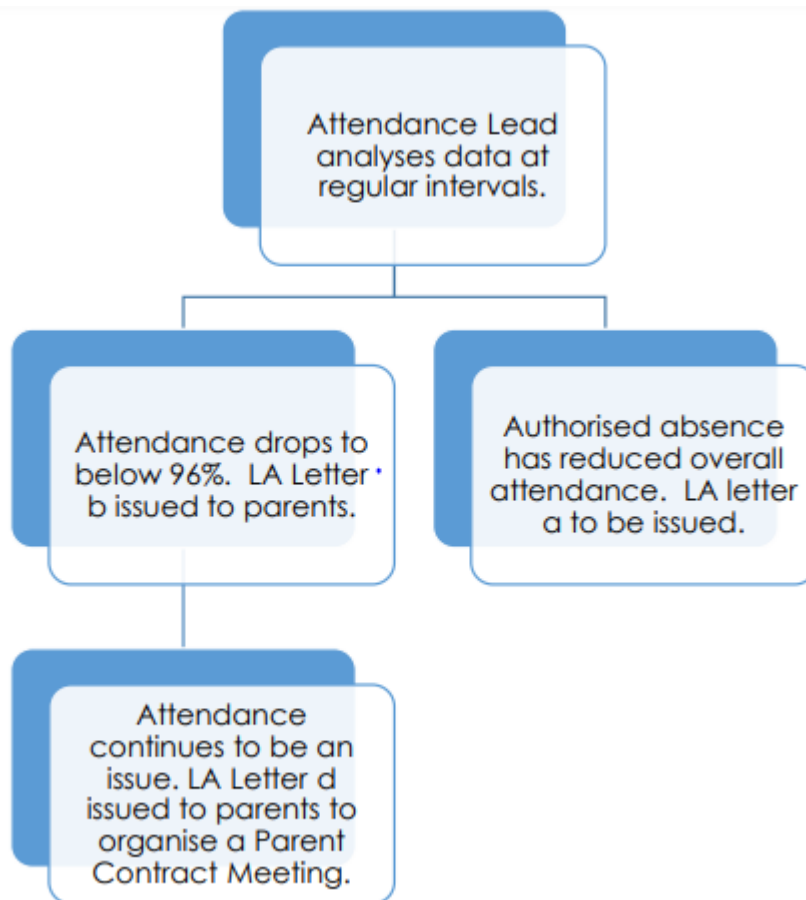 Attendance Lead
analyses data at
regular intervals.
Attendance drops to
below 96%.  LA Letter
b issued to parents.
Authorised absence
has reduced overall
attendance.  LA letter
a to be issued.
Attendance
continues to be an
issue. LA Letter d
issued to parents to
organise a Parent
Contract Meeting.